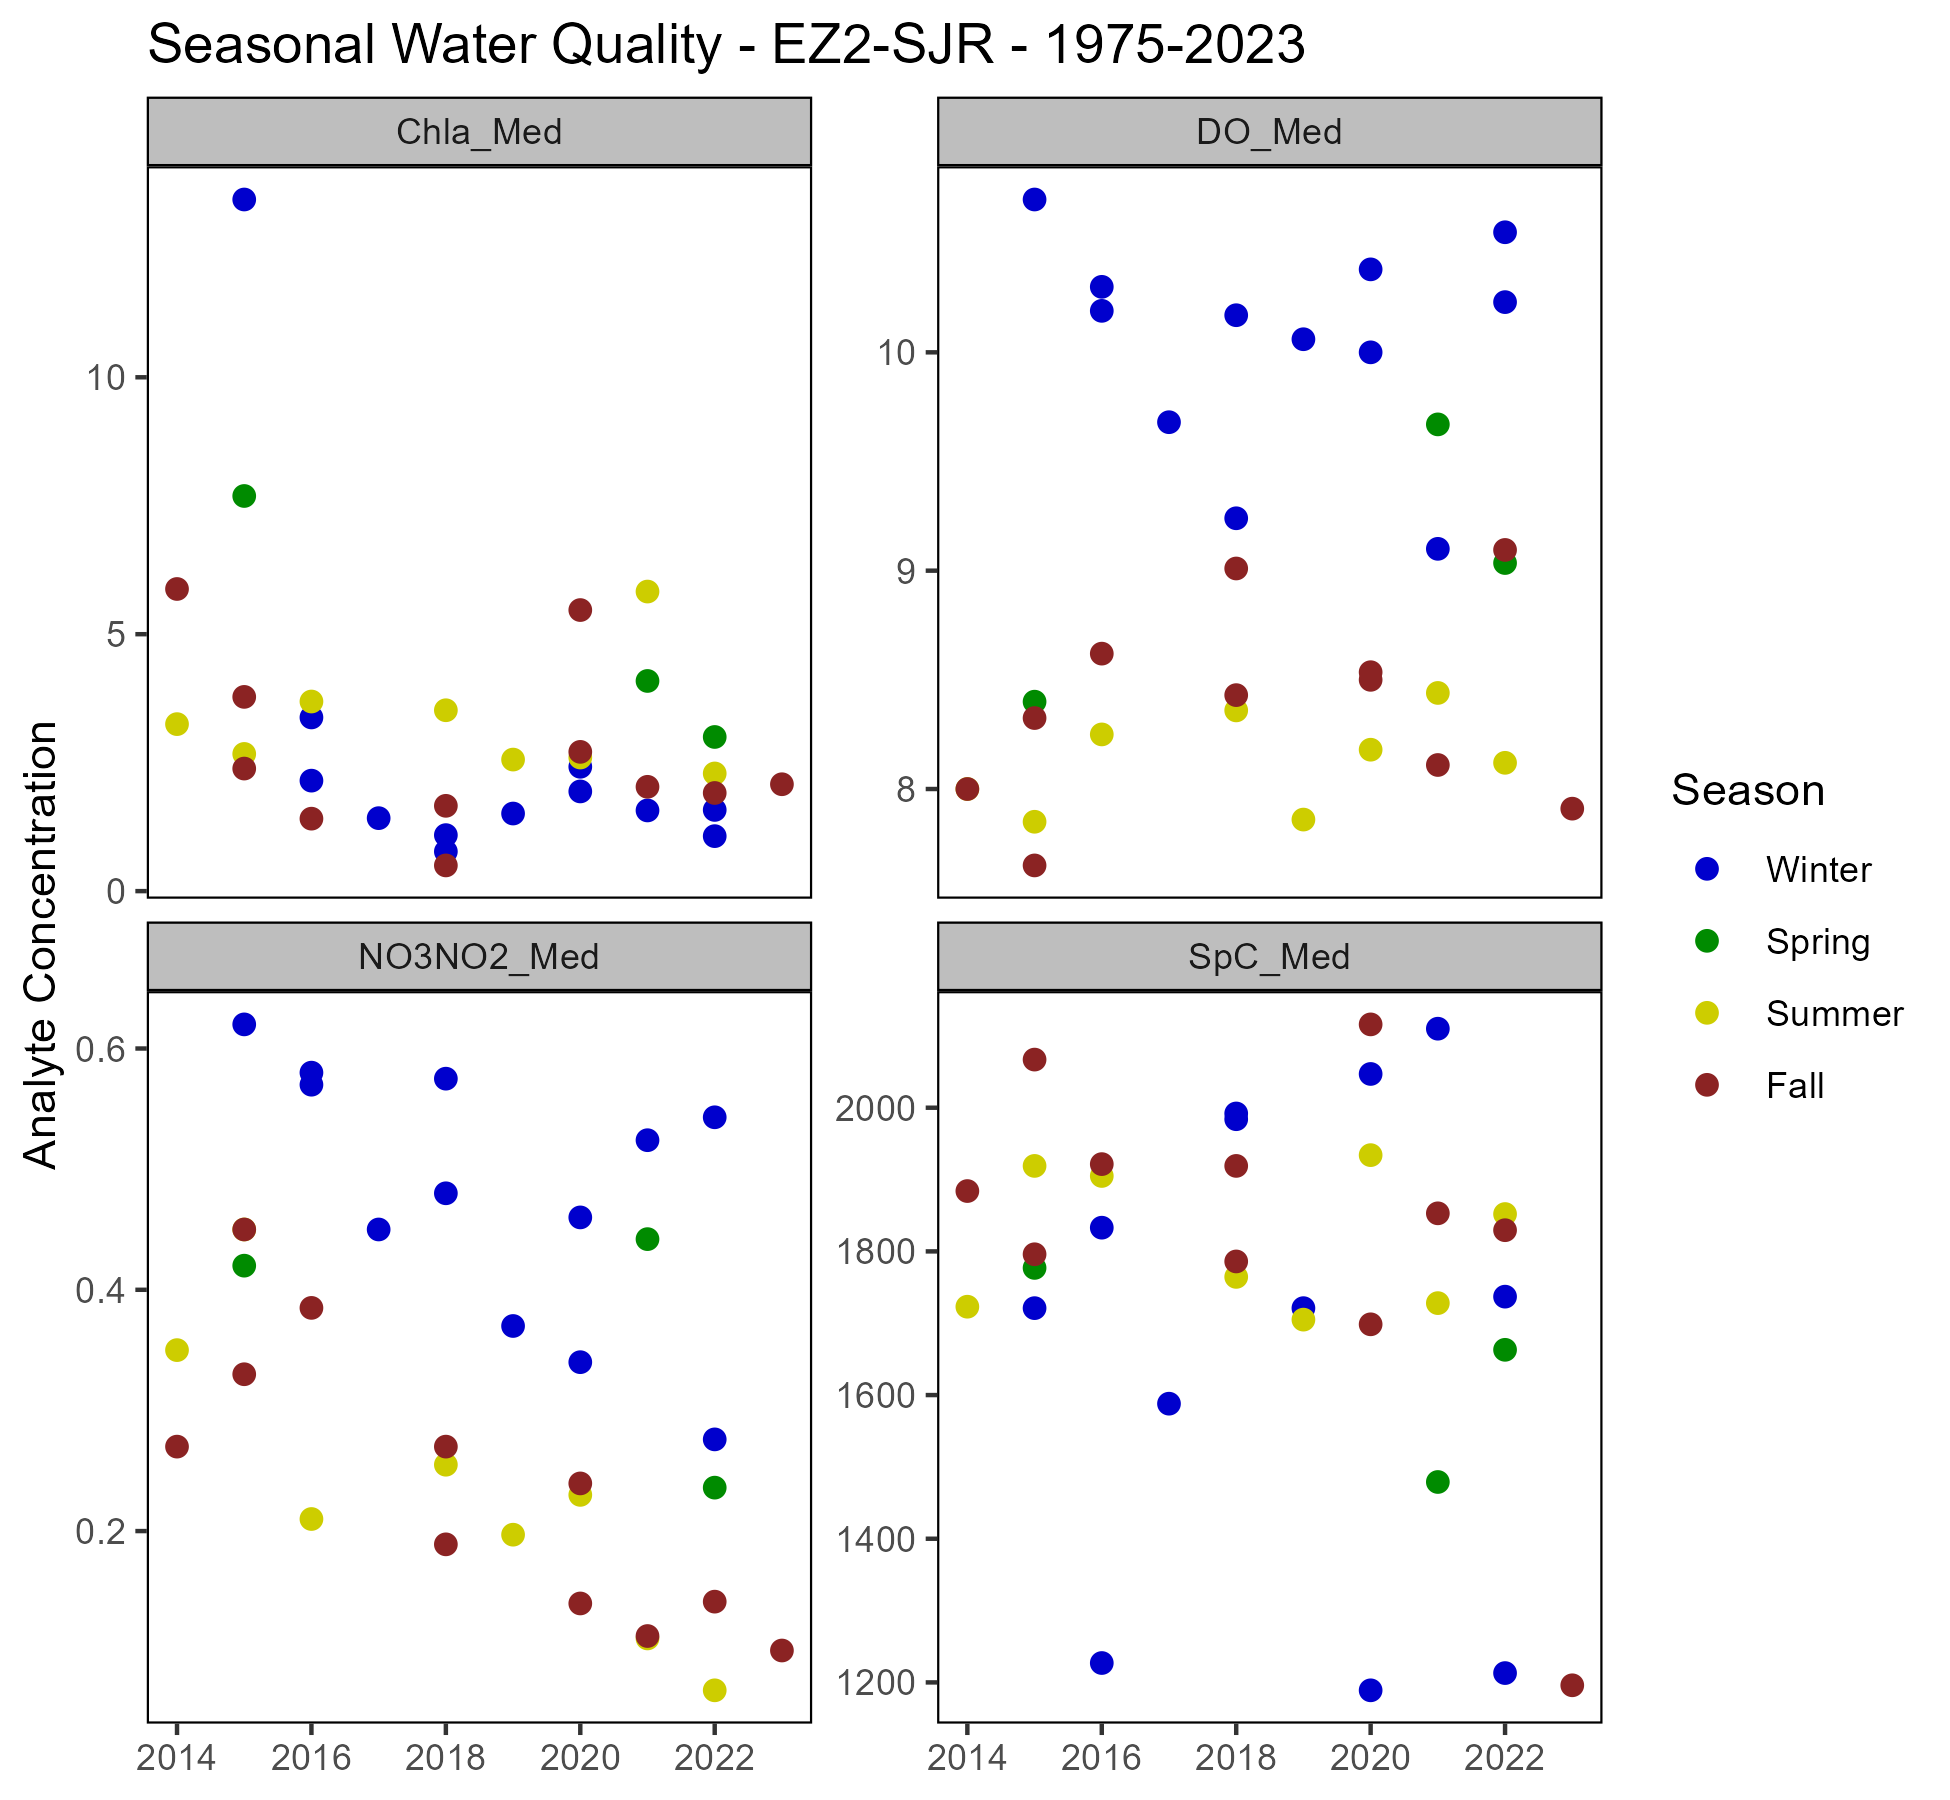 Seasonal Water Quality - EZ2-SJR - 1975-2023
Chla_Med
DO_Med
10
5
0
10
9
8
NO3NO2_Med
SpC_Med
0.6
0.4
0.2
2000
1800
1600
1400
1200
2014 2016 2018 2020 2022
2014 2016 2018 2020 2022
Analyte Concentration
Season
Winter
Spring
Summer
Fall